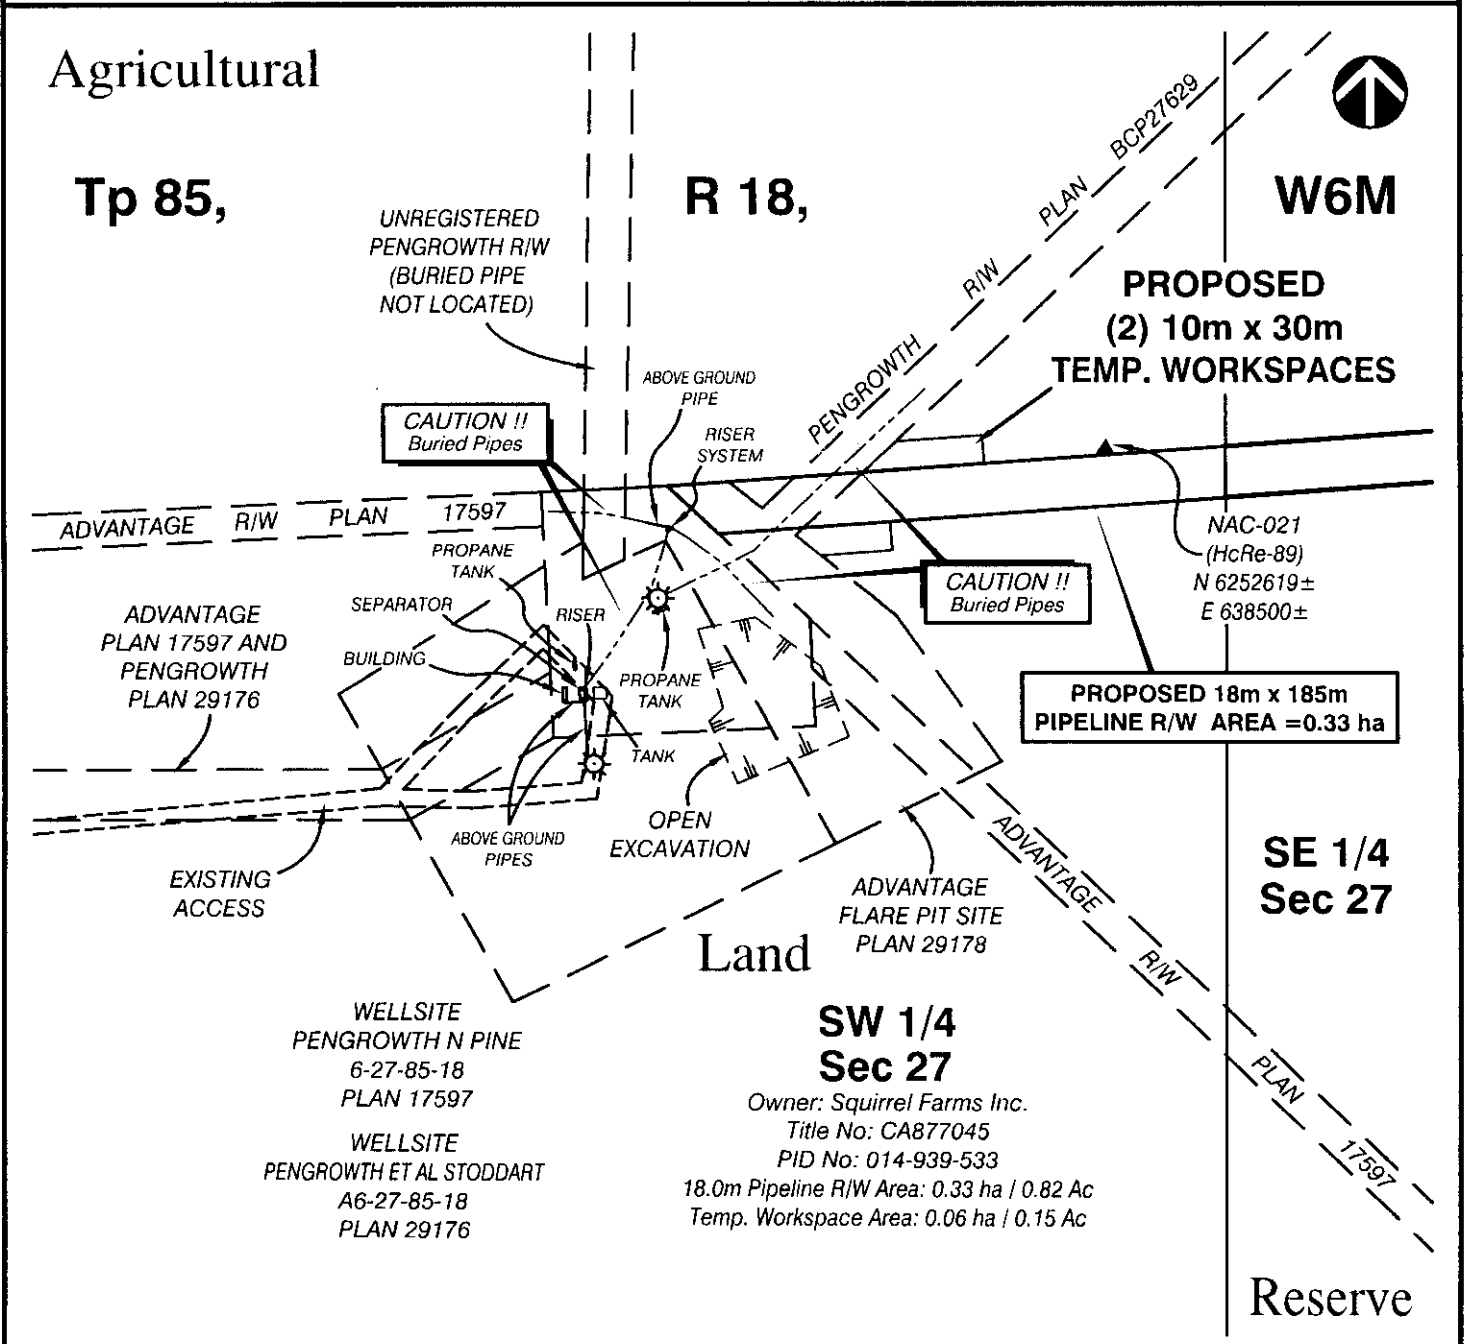 Agricultural
Tp 85,
R 18,
W6M
UNREGISTERED
PENGROWTH R/W
(BURIED PIPE
NOT LOCATED)
PENGROWTH R/W PLAN BCP27629
PROPOSED
(2) 10m x 30m
TEMP. WORKSPACES
ABOVE GROUND
PIPE
RISER
SYSTEM
CAUTION !!
Buried Pipes
ADVANTAGE R/W PLAN 17597
NAC-021
(HcRe-89)
N 6252619±
E 638500±
PROPANE
TANK
SEPARATOR
RISER
BUILDING
CAUTION !!
Buried Pipes
ADVANTAGE
PLAN 17597 AND
PENGROWTH
PLAN 29176
PROPANE
TANK
PROPOSED 18m x 185m
PIPELINE R/W AREA =0.33 ha
TANK
ABOVE GROUND
PIPES
OPEN
EXCAVATION
EXISTING
ACCESS
ADVANTAGE
FLARE PIT SITE
PLAN 29178
ADVANTAGE R/W PLAN 17597
SE 1/4
Sec 27
Land
WELLSITE
PENGROWTH N PINE
6-27-85-18
PLAN 17597
WELLSITE
PENGROWTH ET AL STODDART
A6-27-85-18
PLAN 29176
SW 1/4
Sec 27
Owner: Squirrel Farms Inc.
Title No: CA877045
PID No: 014-939-533
18.0m Pipeline R/W Area: 0.33 ha / 0.82 Ac
Temp. Workspace Area: 0.06 ha / 0.15 Ac
Reserve